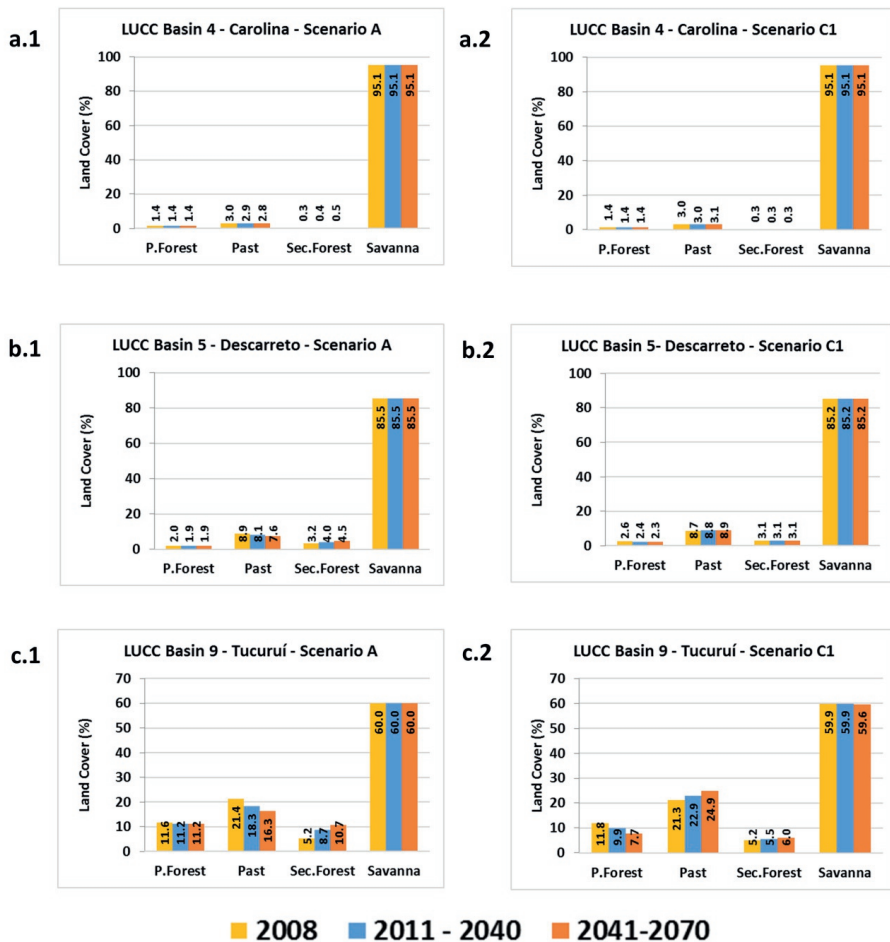 a.1
LUCC Basin 4 - Carolina - Scenario A
Land Cover (%)
100
80
60
40
20
0
1.4 1.4 1.4
3.0 2.9 2.8
0.3 0.4 0.5
95.1 95.1 95.1
P.Forest Past Sec.Forest Savanna
a.2
LUCC Basin 4 - Carolina - Scenario C1
Land Cover (%)
100
80
60
40
20
0
1.4 1.4 1.4
3.0 3.0 3.1
0.3 0.3 0.3
95.1 95.1 95.1
P.Forest Past Sec.Forest Savanna
b.1
LUCC Basin 5 - Descarreto - Scenario A
Land Cover (%)
100
80
60
40
20
0
2.0 1.9 1.9
8.9 8.1 7.6
3.2 4.0 4.5
85.5 85.5 85.5
P.Forest Past Sec.Forest Savanna
b.2
LUCC Basin 5- Descarreto - Scenario C1
Land Cover (%)
100
80
60
40
20
0
2.6 2.4 2.3
8.7 8.8 8.9
3.1 3.1 3.1
85.2 85.2 85.2
P.Forest Past Sec.Forest Savanna
c.1
LUCC Basin 9 - Tucuruí - Scenario A
Land Cover (%)
70
60
50
40
30
20
10
0
11.6 11.2 11.2
21.4 18.3 16.3
5.2 8.7 10.7
60.0 60.0 60.0
P.Forest Past Sec.Forest Savanna
c.2
LUCC Basin 9 - Tucuruí - Scenario C1
Land Cover (%)
70
60
50
40
30
20
10
0
11.8 9.9 7.7
21.3 22.9 24.9
5.2 5.5 6.0
59.9 59.9 59.6
P.Forest Past Sec.Forest Savanna
2008 2011 - 2040 2041-2070